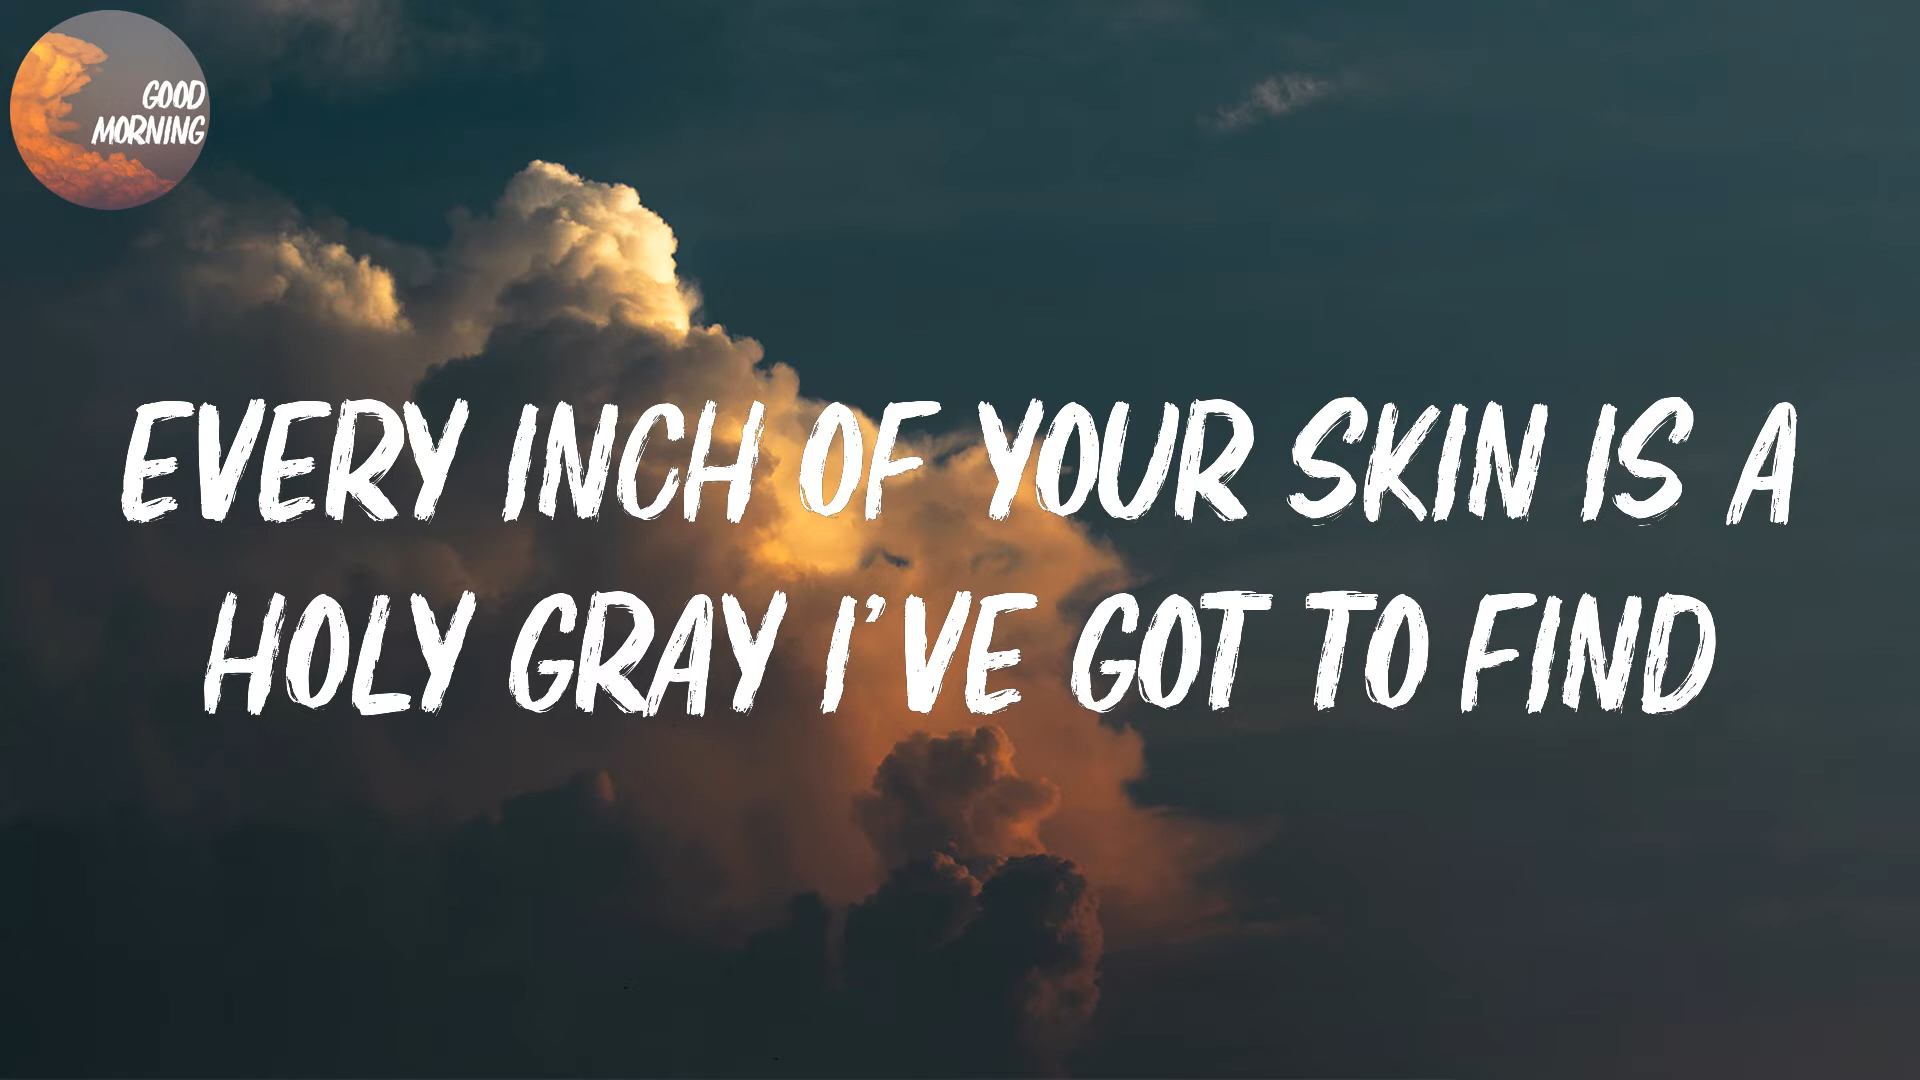 GOOD
MORNING
EVERY INCH OF YOUR SKIN IS A
HOLY GRAY I'VE GOT TO FIND